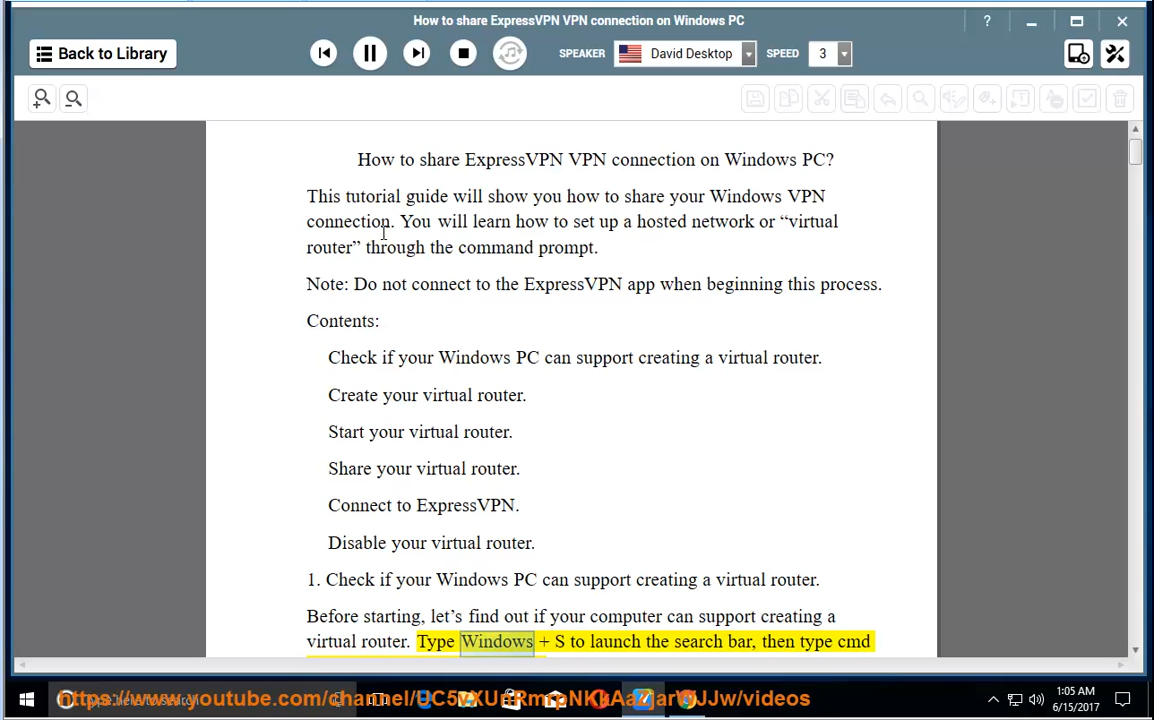 How to share ExpressVPN VPN connection on Windows PC
?
Back to Library
SPEAKER
David Desktop
SPEED
3
How to share ExpressVPN VPN connection on Windows PC?
This tutorial guide will show you how to share your Windows VPN
connection. You will learn how to set up a hosted network or “virtual
router” through the command prompt.
Note: Do not connect to the ExpressVPN app when beginning this process.
Contents:
Check if your Windows PC can support creating a virtual router.
Create your virtual router.
Start your virtual router.
Share your virtual router.
Connect to ExpressVPN.
Disable your virtual router.
1. Check if your Windows PC can support creating a virtual router.
Before starting, let’s find out if your computer can support creating a
virtual router. Type Windows + S to launch the search bar, then type cmd
Type here to search
1:05 AM
6/15/2017